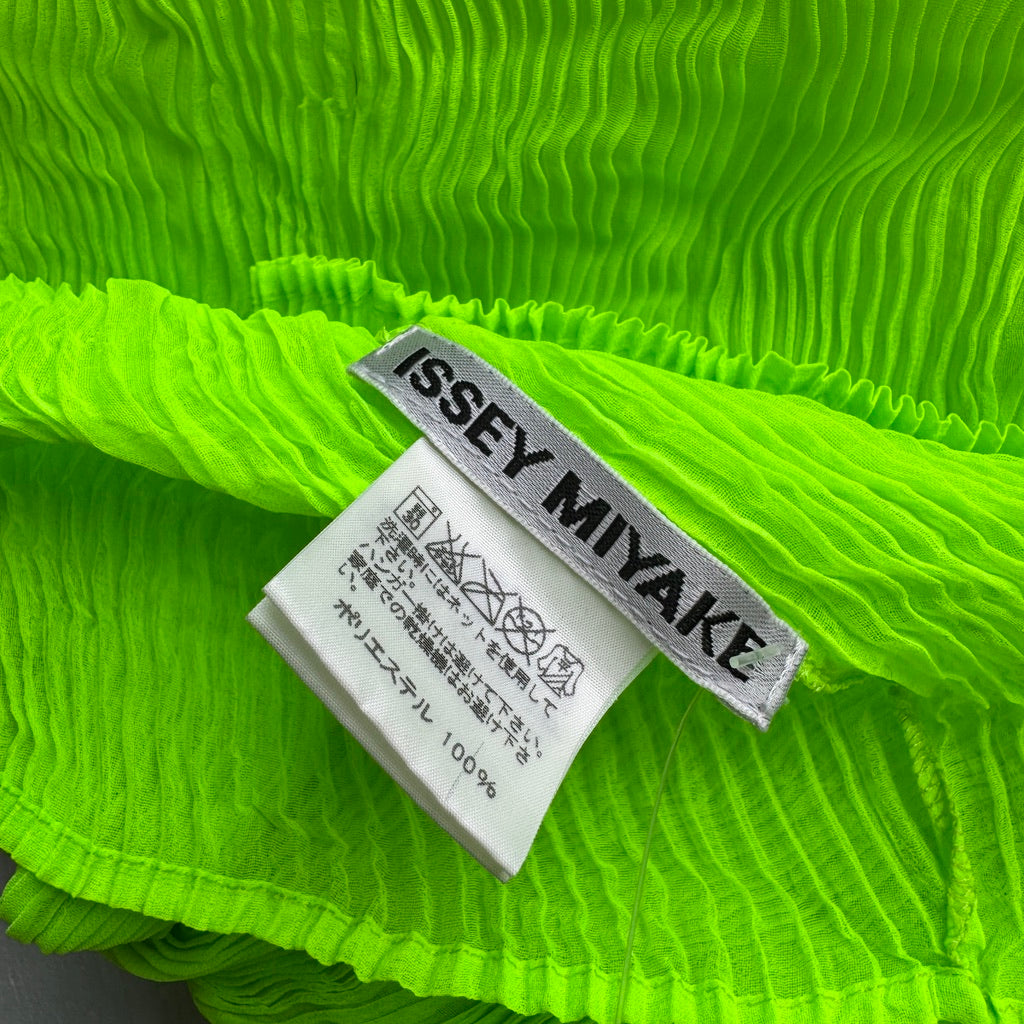 ISSEY MIYAKE
洗濯時にはネットを使用して
下さい。
ハンガー掛けは避けて下さい。
高度での乾燥機はお避け下さ
い。
ポリエステル 100%